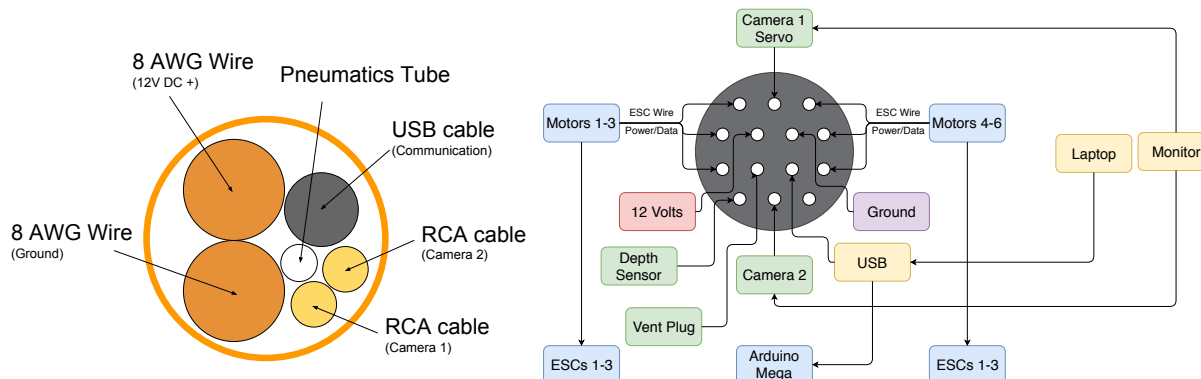 8 AWG Wire
(12V DC +)
Pneumatics Tube
USB cable
(Communication)
8 AWG Wire
(Ground)
RCA cable
(Camera 2)
RCA cable
(Camera 1)
Camera 1
Servo
Motors 1-3
ESC Wire
Power/Data
ESC Wire
Power/Data
Motors 4-6
Laptop
Monitor
12 Volts
Ground
Depth
Sensor
Camera 2
USB
Vent Plug
ESCs 1-3
Arduino
Mega
ESCs 1-3